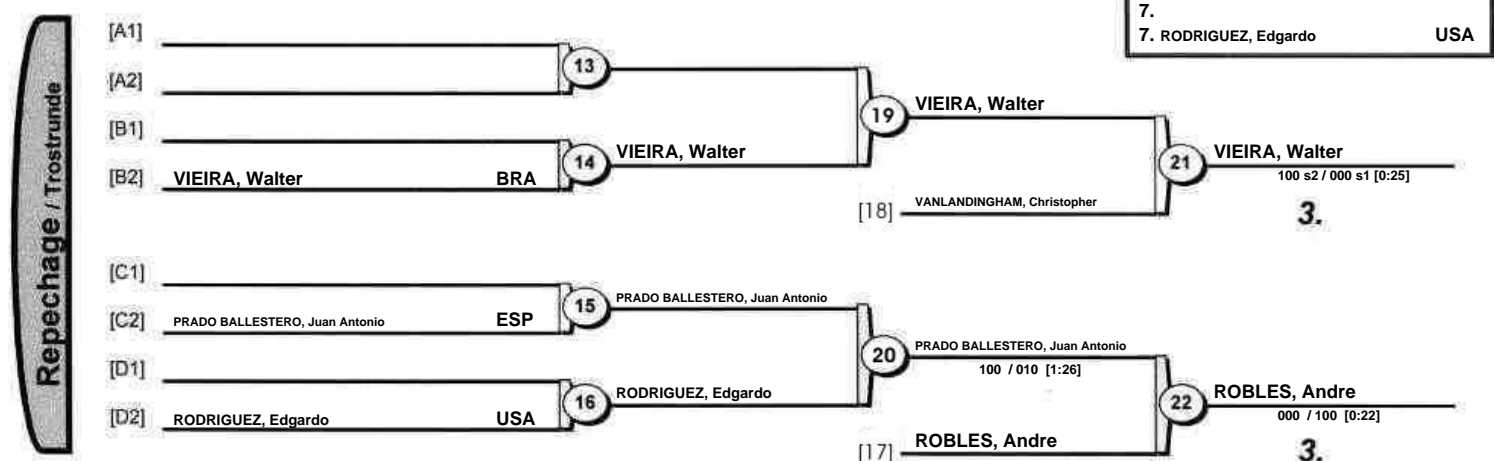 7.
7. RODRIGUEZ, Edgardo USA
Repechage / Trostrunde
[A1]
13
[A2]
19 VIEIRA, Walter
[B1]
14 VIEIRA, Walter
21 VIEIRA, Walter
100 s2 / 000 s1 [0:25]
[B2] VIEIRA, Walter BRA
[18] VANLANDINGHAM, Christopher
3.
[C1]
15 PRADO BALLESTERO, Juan Antonio
[C2] PRADO BALLESTERO, Juan Antonio ESP
20 PRADO BALLESTERO, Juan Antonio
100 / 010 [1:26]
[D1]
16 RODRIGUEZ, Edgardo
22 ROBLES, Andre
000 / 100 [0:22]
[D2] RODRIGUEZ, Edgardo USA
[17] ROBLES, Andre
3.